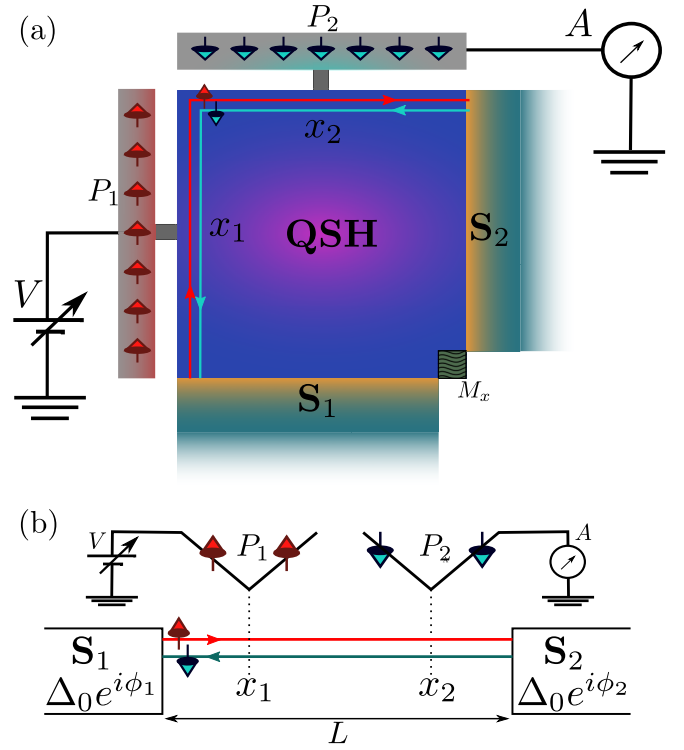 (a)
P₂
A
x₂
P₁
x₁
QSH
S₂
V
S₁
Mₓ
(b)
V
P₁
P₂
A
S₁
S₂
Δ₀e^{iϕ₁}
x₁
x₂
Δ₀e^{iϕ₂}
L